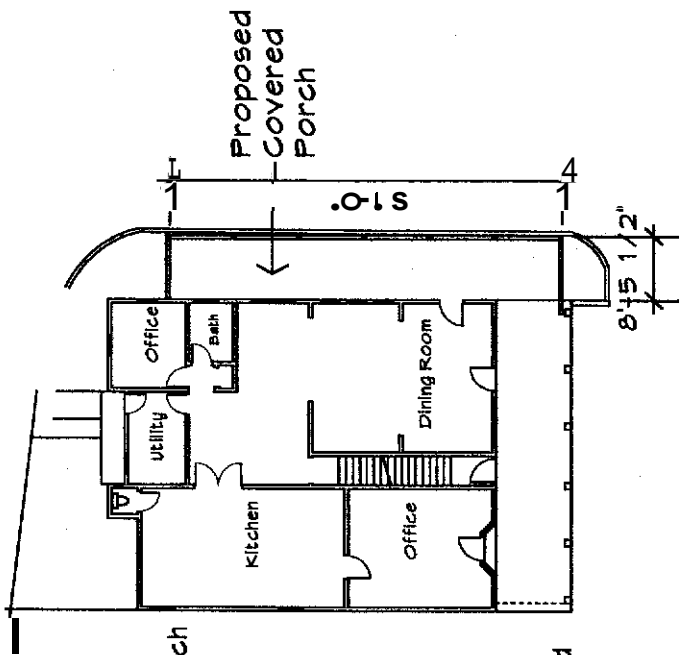 Proposed
Covered
Porch
1
4
1
S 1-0"
8'-5 1/2"
Office
Bath
Utility
Dining Room
Kitchen
Office
ch